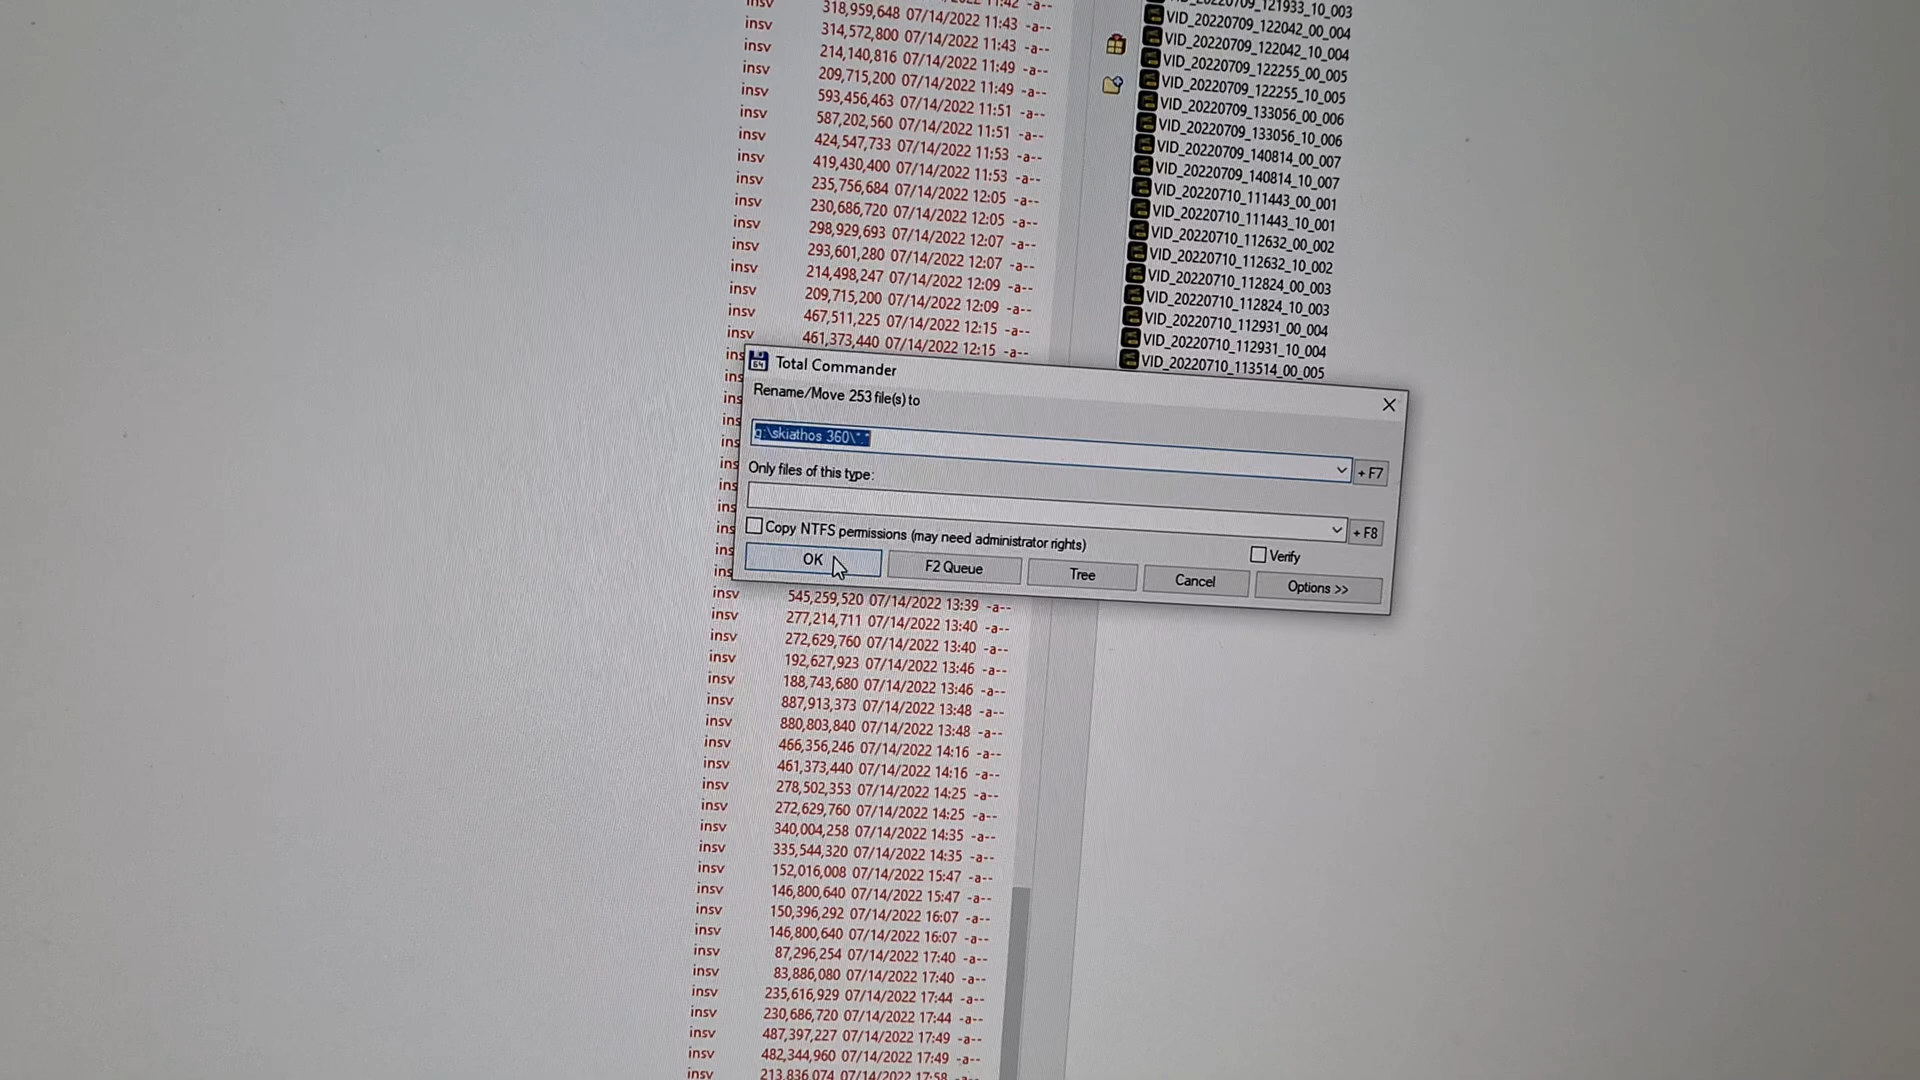 insv
318,959,648 07/14/2022 11:43 -a--
insv 314,572,800 07/14/2022 11:43 -a--
insv 214,140,816 07/14/2022 11:49 -a--
insv 209,715,200 07/14/2022 11:49 -a--
insv 593,456,463 07/14/2022 11:51 -a--
insv 587,202,560 07/14/2022 11:51 -a--
insv 424,547,733 07/14/2022 11:53 -a--
insv 419,430,400 07/14/2022 11:53 -a--
insv 235,756,684 07/14/2022 12:05 -a--
insv 230,686,720 07/14/2022 12:05 -a--
insv 298,929,693 07/14/2022 12:07 -a--
insv 293,601,280 07/14/2022 12:07 -a--
insv 214,498,247 07/14/2022 12:09 -a--
insv 209,715,200 07/14/2022 12:09 -a--
insv 467,511,225 07/14/2022 12:15 -a--
insv 461,373,440 07/14/2022 12:15 -a--
VID_20220709_121933_10_003
VID_20220709_122042_00_004
VID_20220709_122042_10_004
VID_20220709_122255_00_005
VID_20220709_122255_10_005
VID_20220709_133056_00_006
VID_20220709_133056_10_006
VID_20220709_140814_00_007
VID_20220709_140814_10_007
VID_20220710_111443_00_001
VID_20220710_111443_10_001
VID_20220710_112632_00_002
VID_20220710_112632_10_002
VID_20220710_112824_00_003
VID_20220710_112824_10_003
VID_20220710_112931_00_004
VID_20220710_112931_10_004
VID_20220710_113514_00_005
Total Commander
Rename/Move 253 file(s) to
g:\skiathos 360\*.*
+ F7
Only files of this type:
+ F8
Copy NTFS permissions (may need administrator rights)
Verify
OK
F2 Queue
Tree
Cancel
Options >>
insv 545,259,520 07/14/2022 13:39 -a--
insv 277,214,711 07/14/2022 13:40 -a--
insv 272,629,760 07/14/2022 13:40 -a--
insv 192,627,923 07/14/2022 13:46 -a--
insv 188,743,680 07/14/2022 13:46 -a--
insv 887,913,373 07/14/2022 13:48 -a--
insv 880,803,840 07/14/2022 13:48 -a--
insv 466,356,246 07/14/2022 14:16 -a--
insv 461,373,440 07/14/2022 14:16 -a--
insv 278,502,353 07/14/2022 14:25 -a--
insv 272,629,760 07/14/2022 14:25 -a--
insv 340,004,258 07/14/2022 14:35 -a--
insv 335,544,320 07/14/2022 14:35 -a--
insv 152,016,008 07/14/2022 15:47 -a--
insv 146,800,640 07/14/2022 15:47 -a--
insv 150,396,292 07/14/2022 16:07 -a--
insv 146,800,640 07/14/2022 16:07 -a--
insv 87,296,254 07/14/2022 17:40 -a--
insv 83,886,080 07/14/2022 17:40 -a--
insv 235,616,929 07/14/2022 17:44 -a--
insv 230,686,720 07/14/2022 17:44 -a--
insv 487,397,227 07/14/2022 17:49 -a--
insv 482,344,960 07/14/2022 17:49 -a--
insv 213,836,074 07/14/2022 17:58 -a--